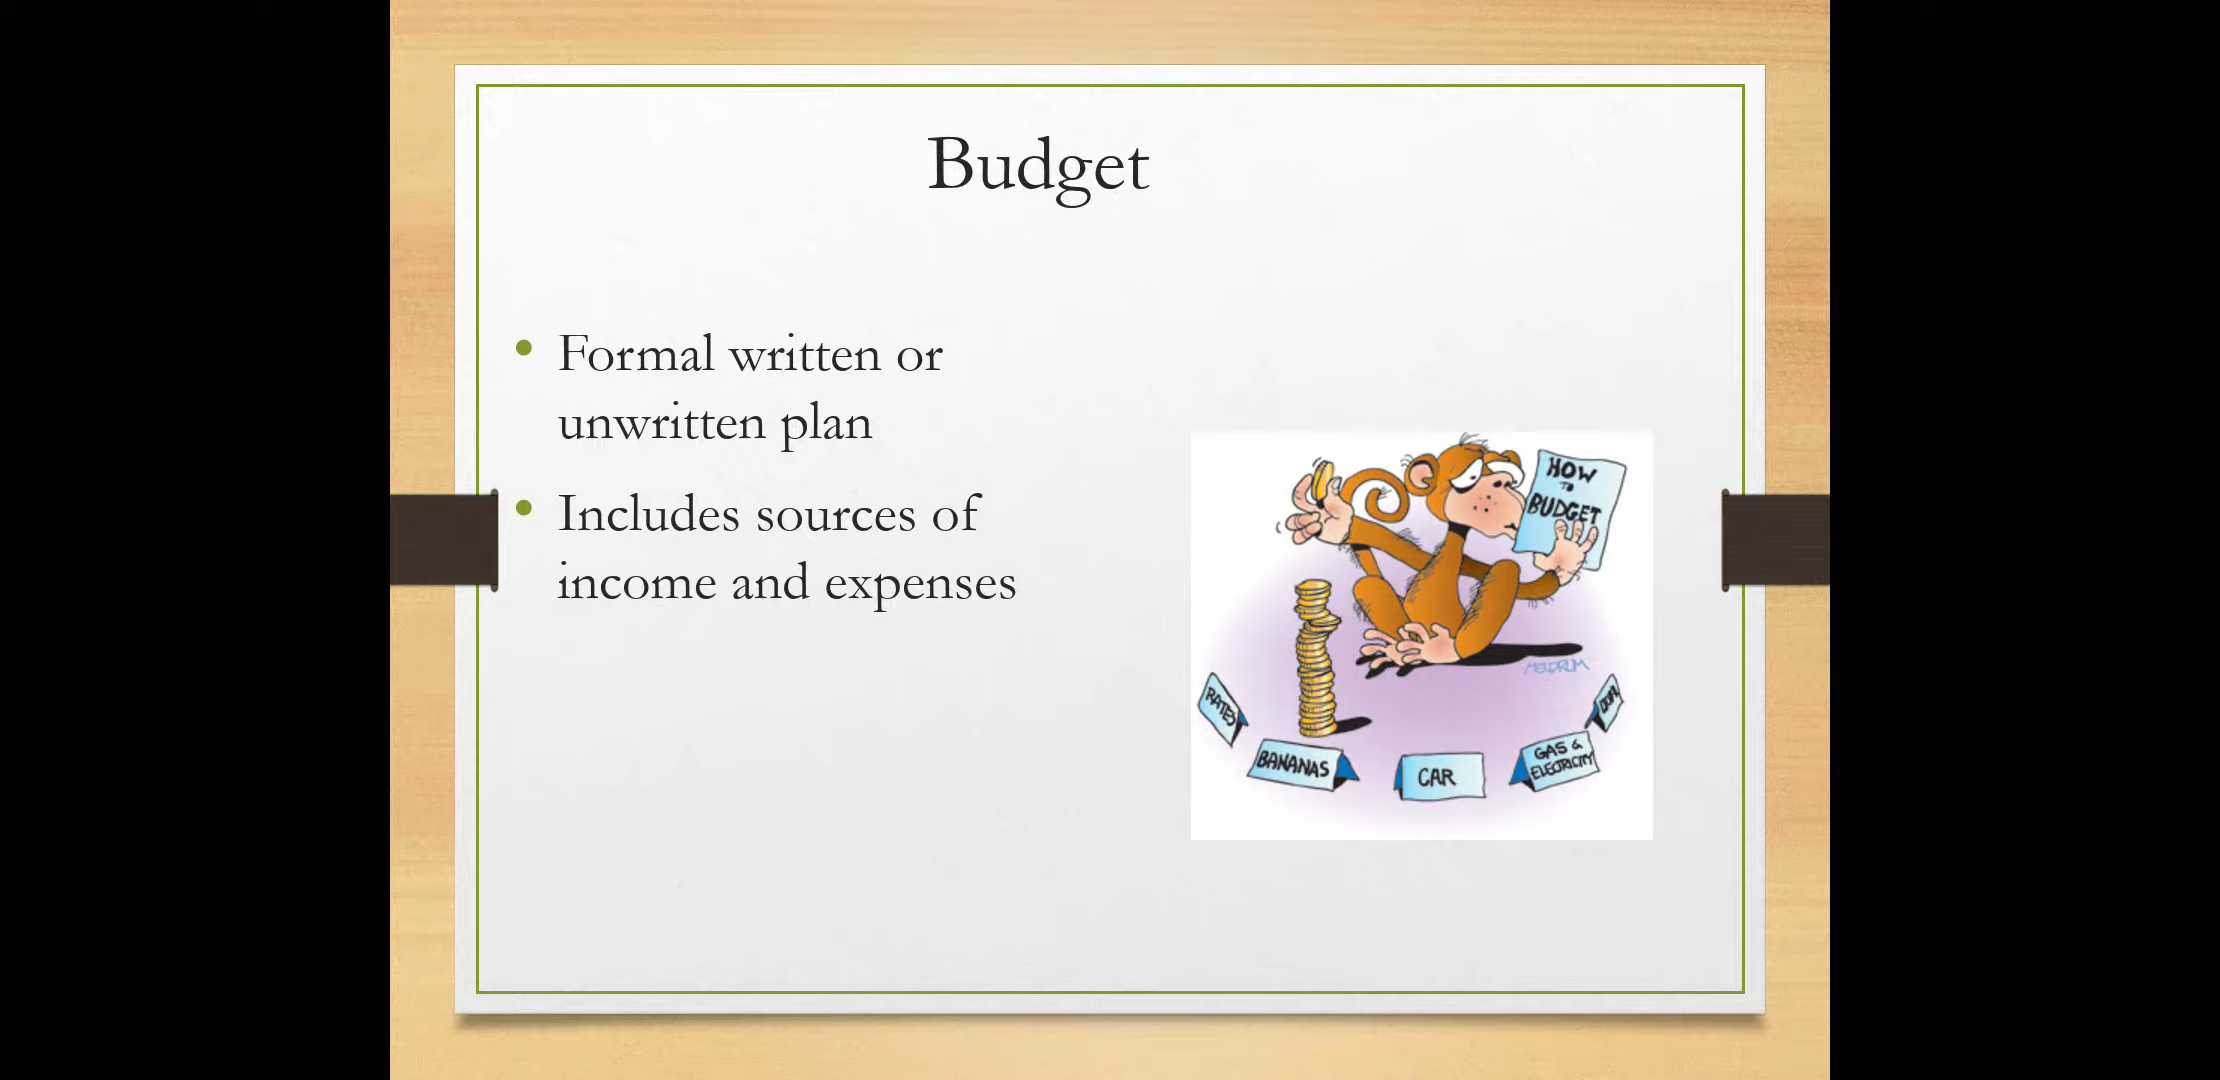 Budget
• Formal written or
unwritten plan
• Includes sources of
income and expenses
HOW
TO
BUDGET
MELDRUM
RATES
BANANAS
CAR
GAS &
ELECTRICITY